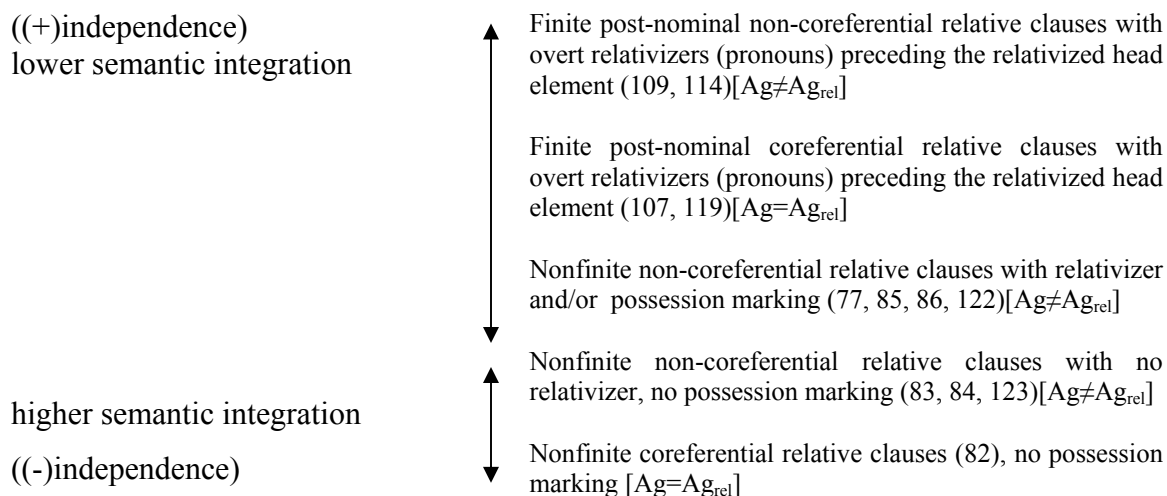 ((+)independence)
lower semantic integration
Finite post-nominal non-coreferential relative clauses with
overt relativizers (pronouns) preceding the relativized head
element (109, 114)[Ag≠Agrel]
Finite post-nominal coreferential relative clauses with
overt relativizers (pronouns) preceding the relativized head
element (107, 119)[Ag=Agrel]
Nonfinite non-coreferential relative clauses with relativizer
and/or possession marking (77, 85, 86, 122)[Ag≠Agrel]
Nonfinite non-coreferential relative clauses with no
relativizer, no possession marking (83, 84, 123)[Ag≠Agrel]
higher semantic integration
((-)independence)
Nonfinite coreferential relative clauses (82), no possession
marking [Ag=Agrel]